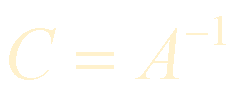 C = A⁻¹